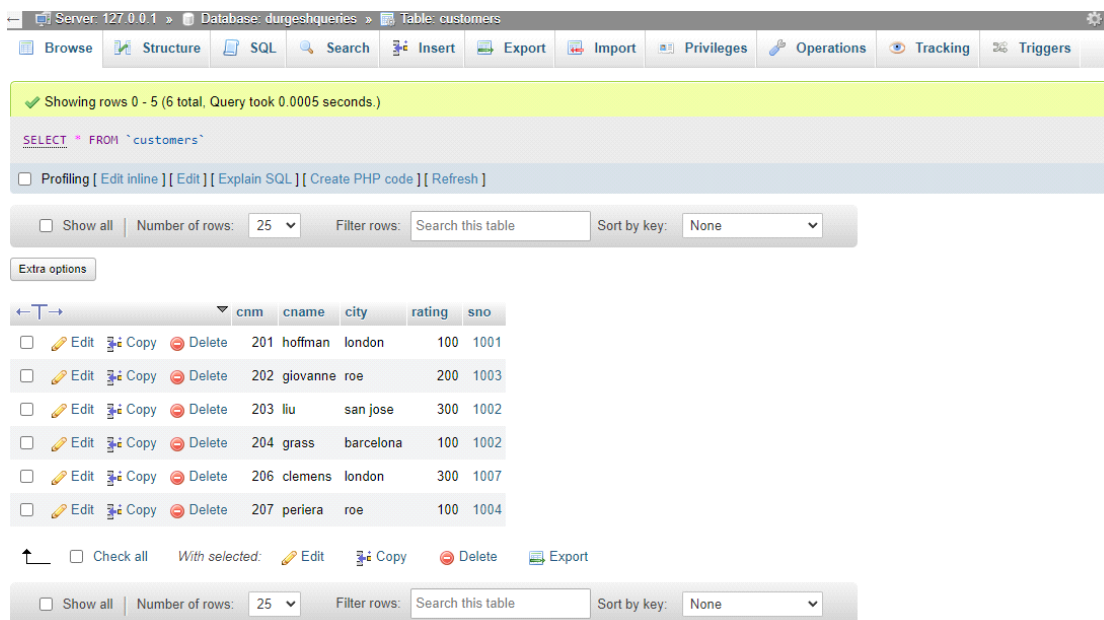 Server: 127.0.0.1 » Database: durgeshqueries » Table: customers
Browse Structure SQL Search Insert Export Import Privileges Operations Tracking Triggers
Showing rows 0 - 5 (6 total, Query took 0.0005 seconds.)
SELECT * FROM `customers`
Profiling [ Edit inline ] [ Edit ] [ Explain SQL ] [ Create PHP code ] [ Refresh ]
Show all | Number of rows: 25 Filter rows: Search this table Sort by key: None
Extra options
←T→ cnm cname city rating sno
Edit Copy Delete 201 hoffman london 100 1001
Edit Copy Delete 202 giovanne roe 200 1003
Edit Copy Delete 203 liu san jose 300 1002
Edit Copy Delete 204 grass barcelona 100 1002
Edit Copy Delete 206 clemens london 300 1007
Edit Copy Delete 207 periera roe 100 1004
Check all With selected: Edit Copy Delete Export
Show all | Number of rows: 25 Filter rows: Search this table Sort by key: None